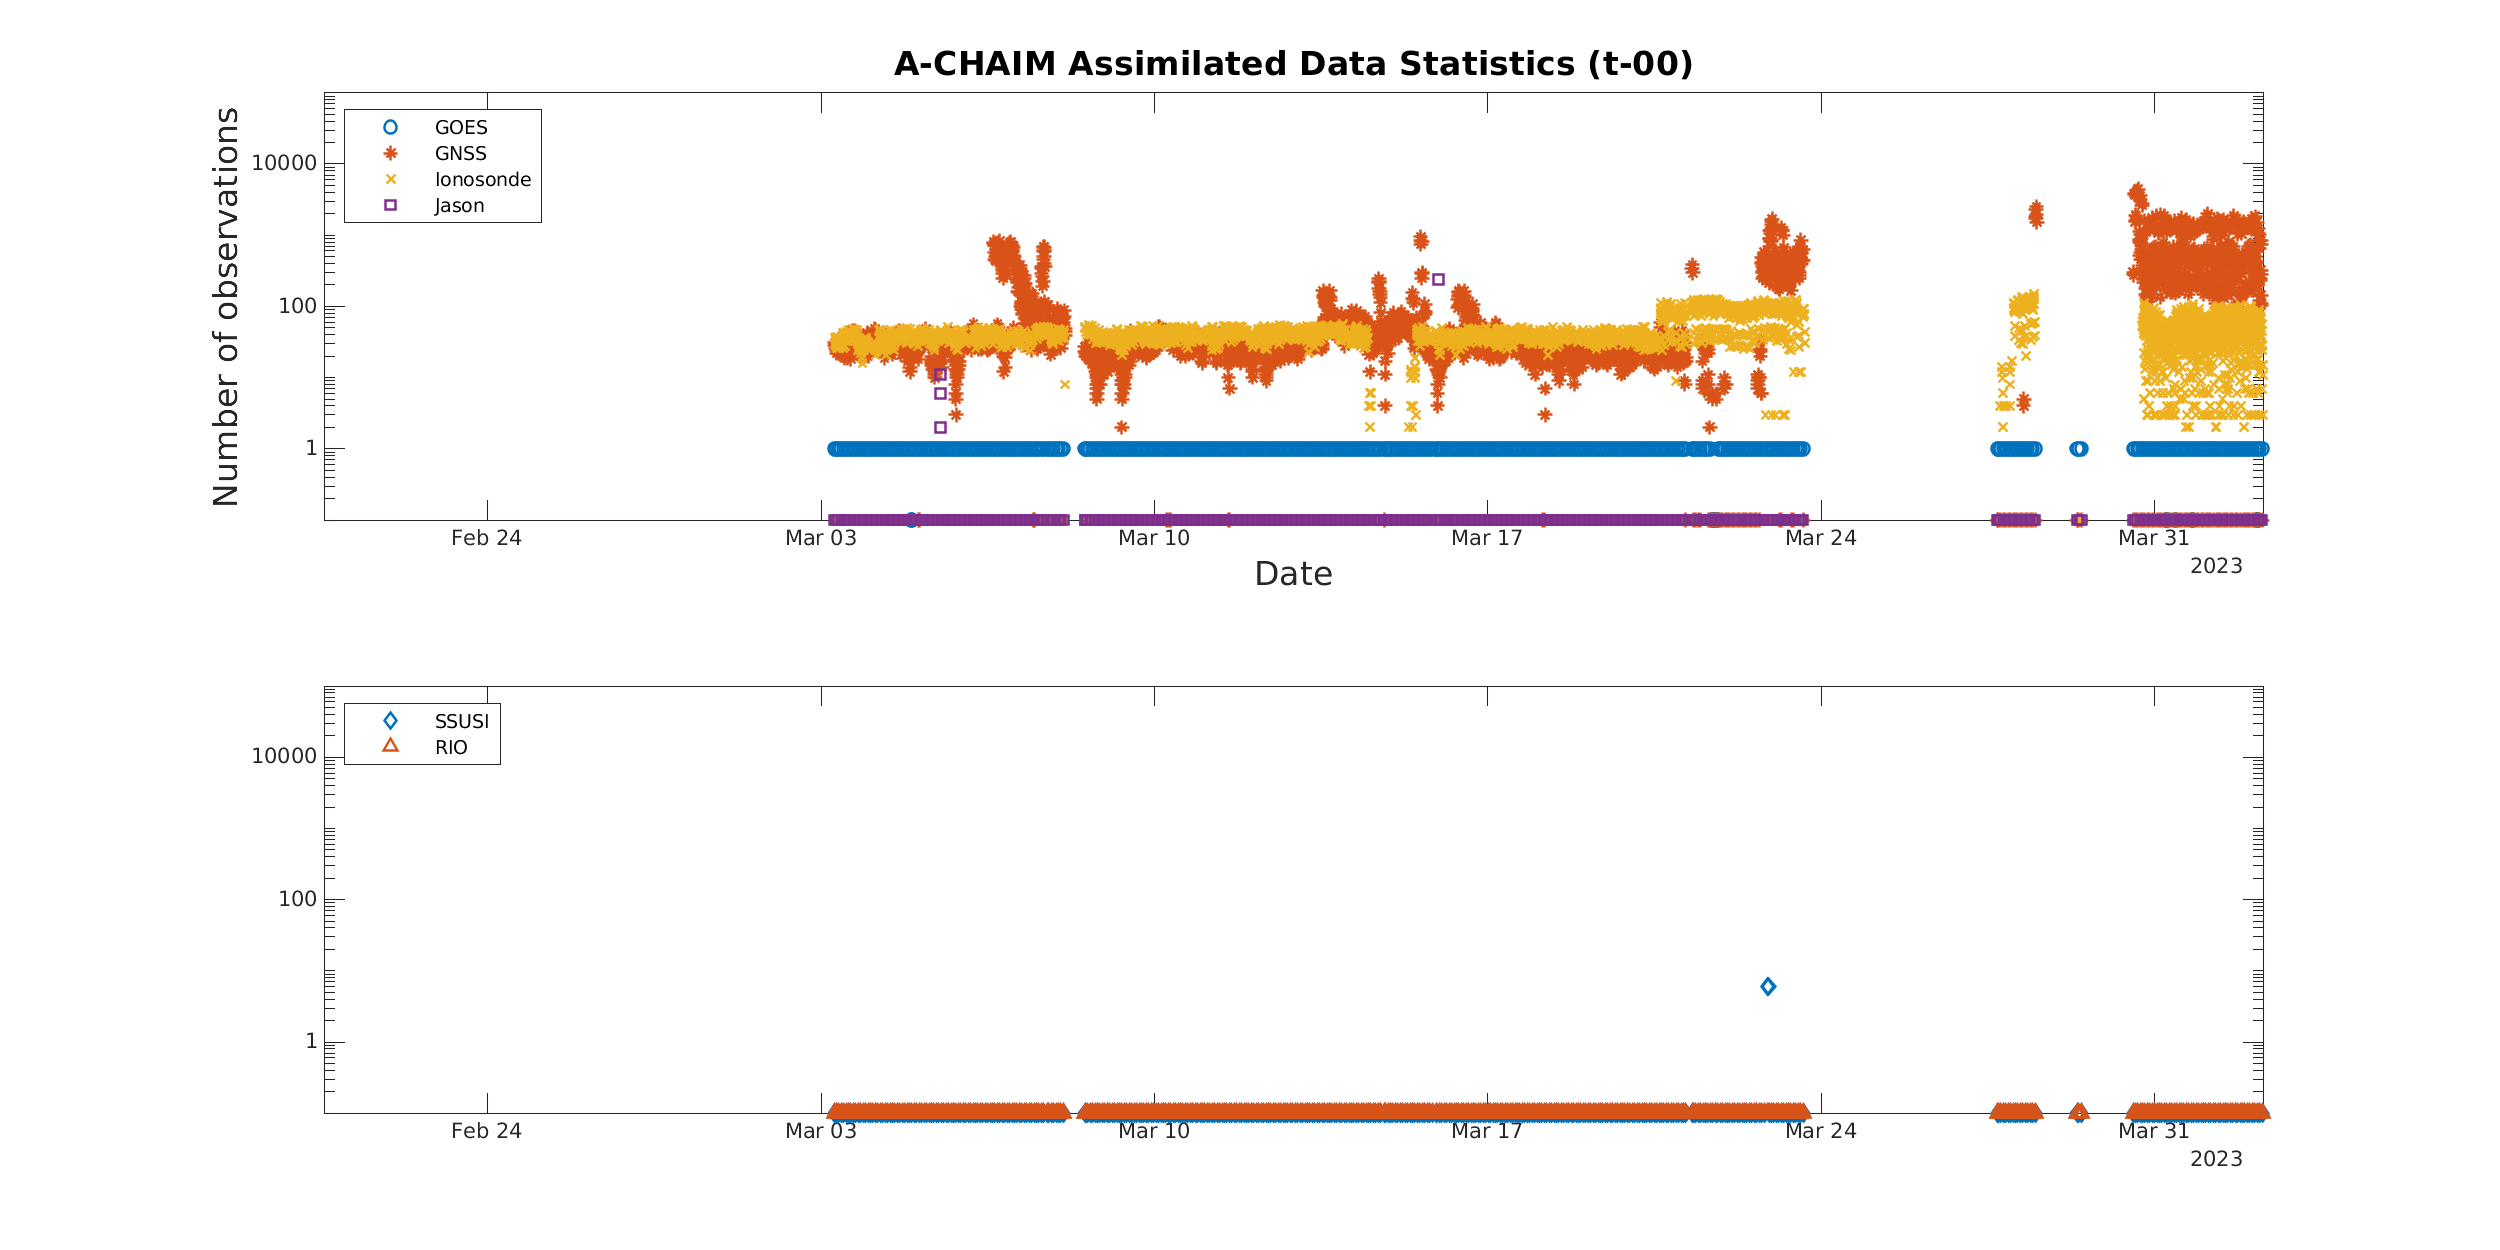 A-CHAIM Assimilated Data Statistics (t-00)
Number of observations
GOES
GNSS
Ionosonde
Jason
10000
100
1
Feb 24
Mar 03
Mar 10
Mar 17
Mar 24
Mar 31
2023
Date
SSUSI
RIO
10000
100
1
Feb 24
Mar 03
Mar 10
Mar 17
Mar 24
Mar 31
2023